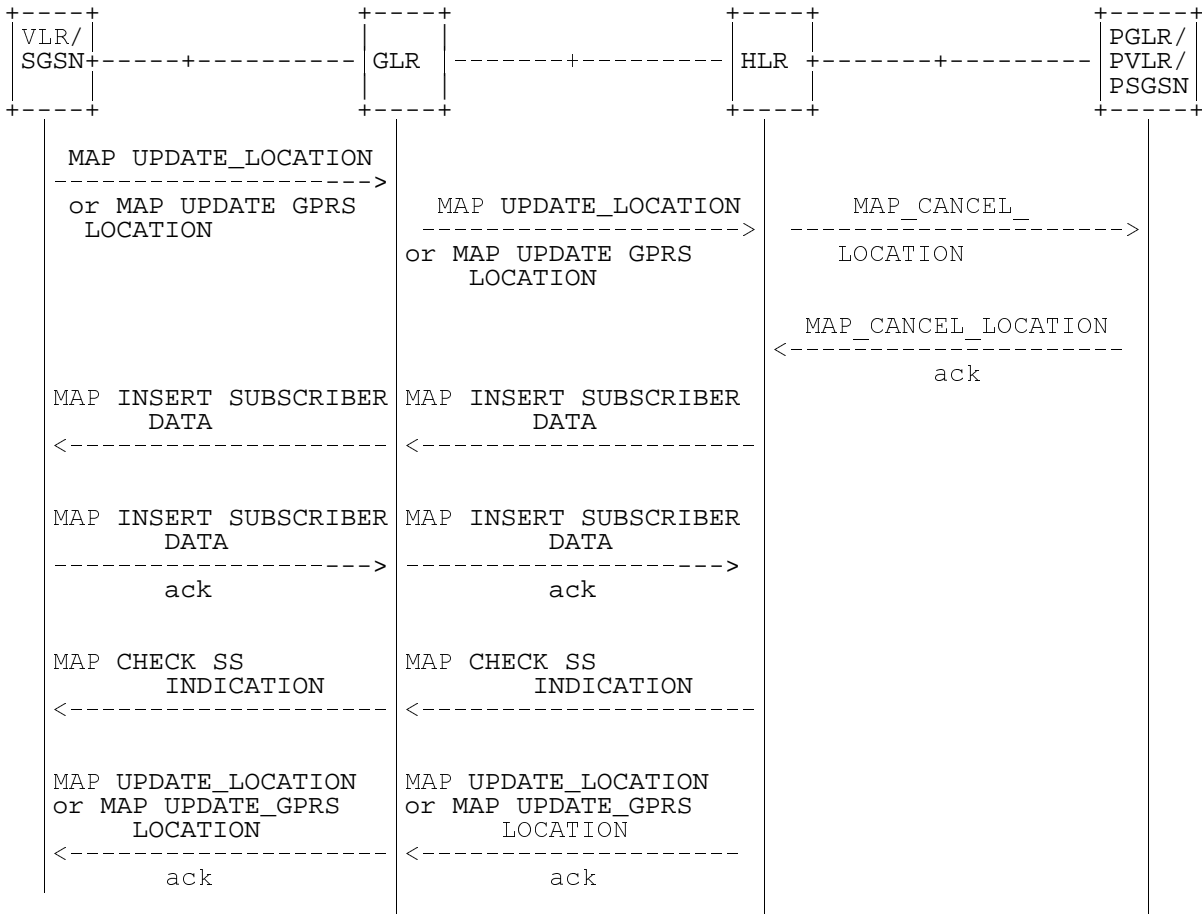 VLR/
SGSN
GLR
HLR
PGLR/
PVLR/
PSGSN
MAP UPDATE_LOCATION
or MAP UPDATE GPRS
LOCATION
MAP UPDATE_LOCATION
or MAP UPDATE GPRS
LOCATION
MAP_CANCEL_
LOCATION
MAP_CANCEL_LOCATION
ack
MAP INSERT SUBSCRIBER
DATA
MAP INSERT SUBSCRIBER
DATA
MAP INSERT SUBSCRIBER
DATA
ack
MAP INSERT SUBSCRIBER
DATA
ack
MAP CHECK SS
INDICATION
MAP CHECK SS
INDICATION
MAP UPDATE_LOCATION
or MAP UPDATE_GPRS
LOCATION
ack
MAP UPDATE_LOCATION
or MAP UPDATE_GPRS
LOCATION
ack